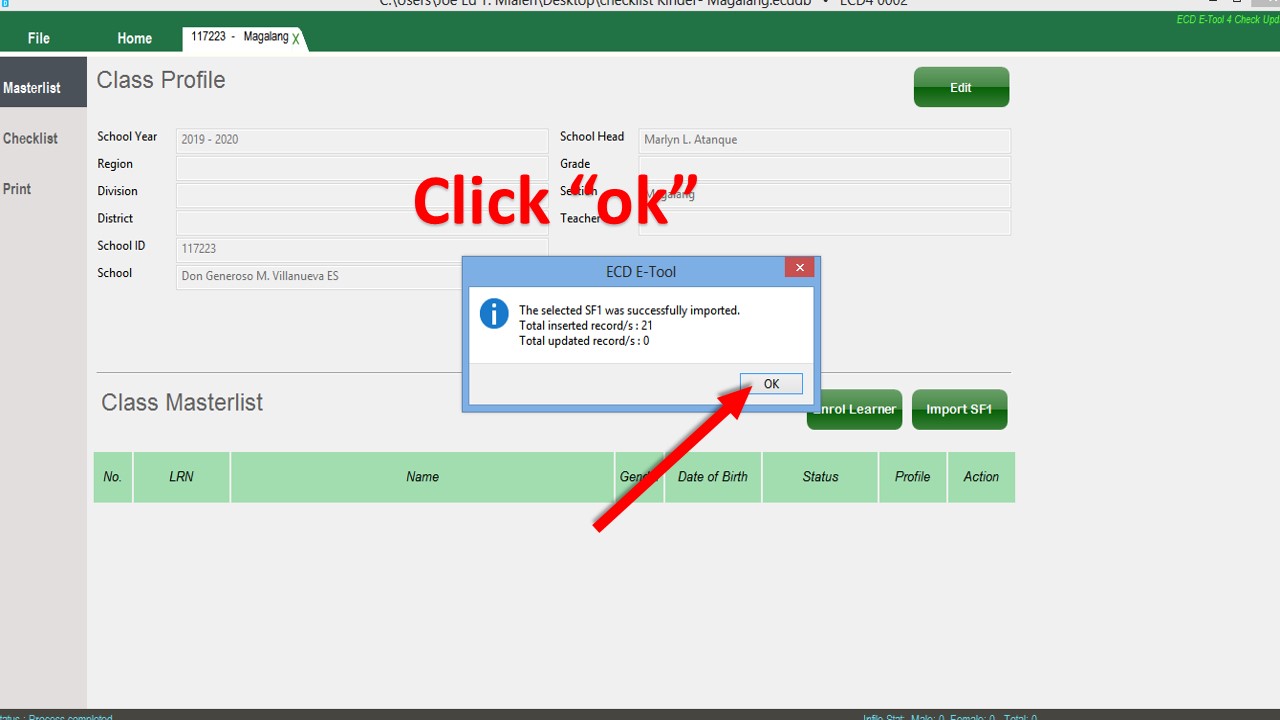 C:\Users\Joe Lu T. Mialen\Desktop\checklist Kinder- Magalang.ecddb • ECD4 0002
ECD E-Tool 4 Check Upd
File Home 117223 - Magalang X
Masterlist
Checklist
Print
Class Profile
Edit
School Year 2019 - 2020 School Head Marlyn L. Atanque
Region Grade
Division Section Magalang
District Teacher
School ID 117223
School Don Generoso M. Villanueva ES
Click “ok”
ECD E-Tool
The selected SF1 was successfully imported.
Total inserted record/s : 21
Total updated record/s : 0
OK
Class Masterlist
Enrol Learner Import SF1
No. LRN Name Gender Date of Birth Status Profile Action
Status : Process completed Infile Stat: Male: 0 Female: 0 Total: 0